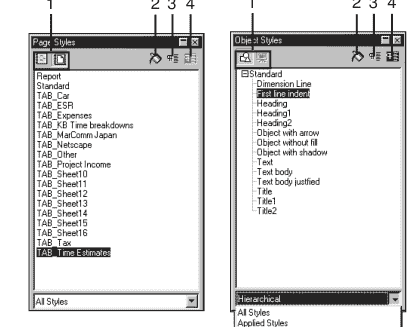 1 2 3 4
Page Styles
Report
Standard
TAB_Car
TAB_ESR
TAB_Expenses
TAB_KB Time breakdowns
TAB_MarComm Japan
TAB_Netscape
TAB_Other
TAB_Project Income
TAB_Sheet10
TAB_Sheet11
TAB_Sheet12
TAB_Sheet13
TAB_Sheet14
TAB_Sheet15
TAB_Sheet16
TAB_Tax
TAB_Time Estimates
All Styles
1 2 3 4
Object Styles
Standard
Dimension Line
First line indent
Heading
Heading1
Heading2
Object with arrow
Object without fill
Object with shadow
Text
Text body
Text body justfied
Title
Title1
Title2
Hierarchical
All Styles
Applied Styles